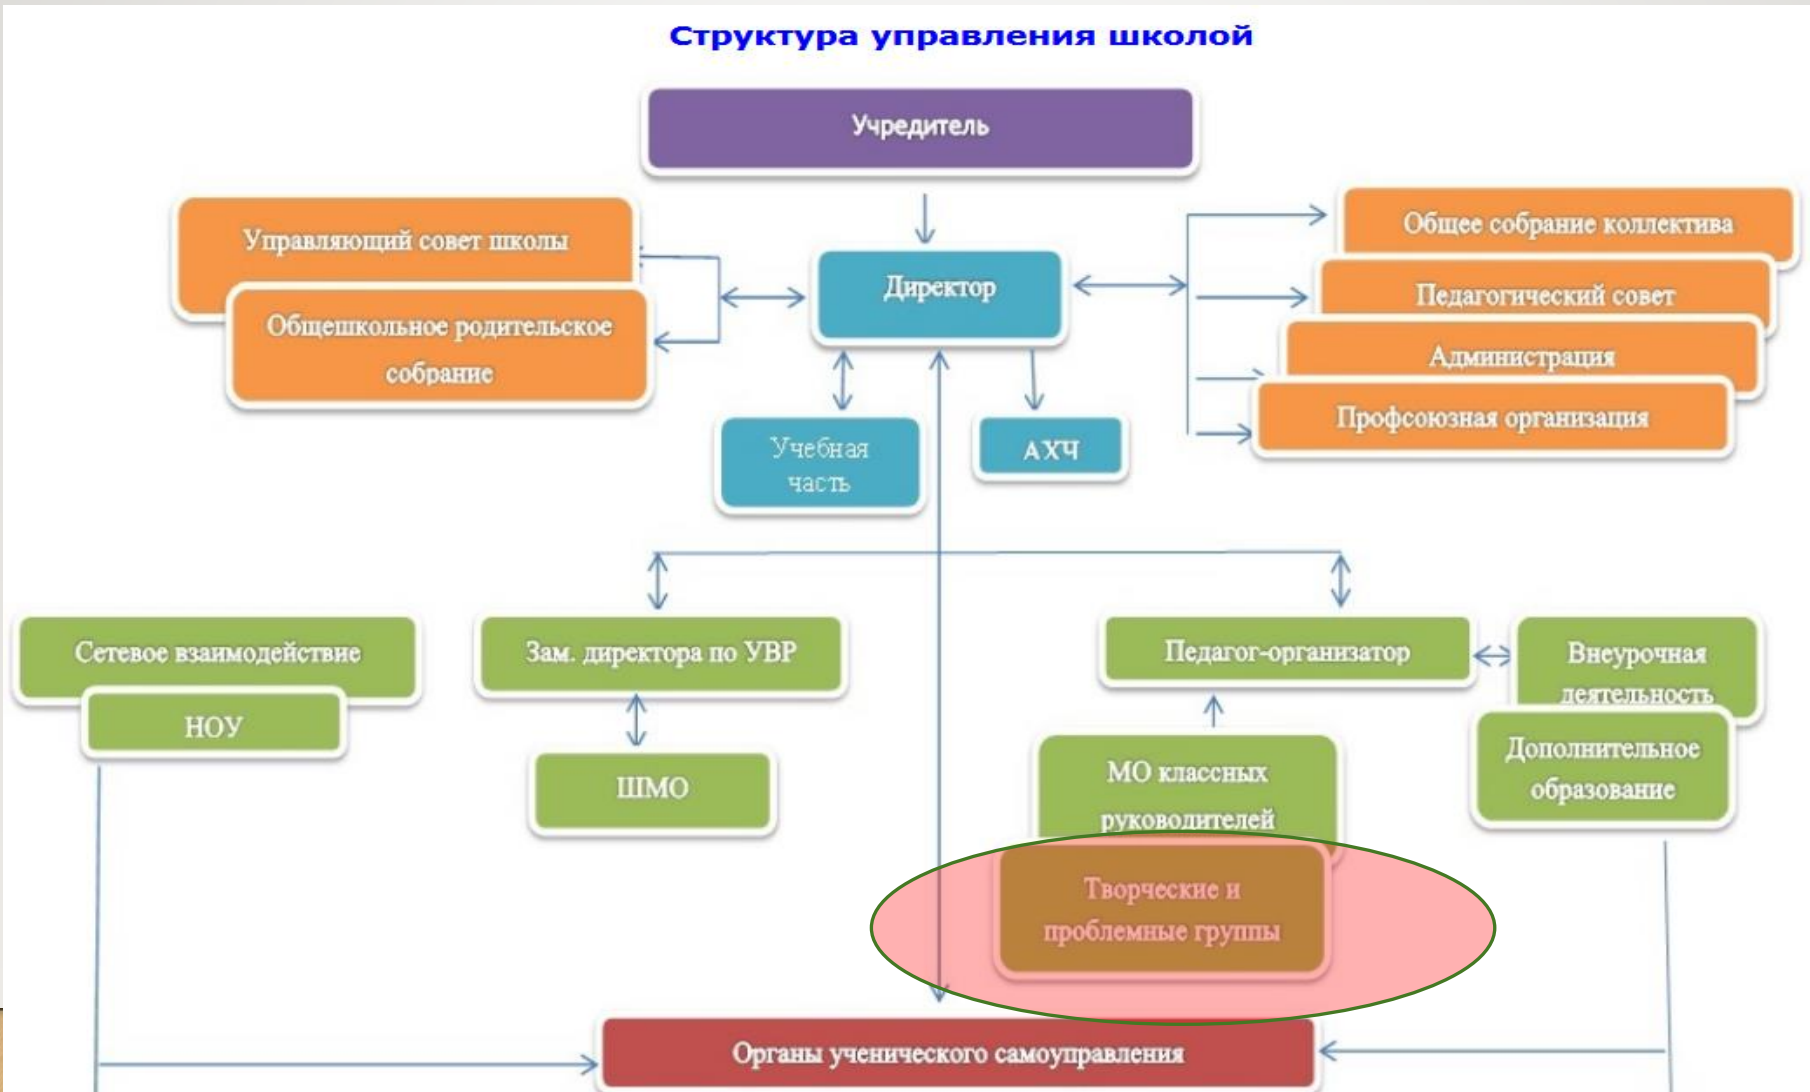 Структура управления школой
Учредитель
Управляющий совет школы
Общешкольное родительское
собрание
Директор
Общее собрание коллектива
Педагогический совет
Администрация
Профсоюзная организация
Учебная
часть
АХЧ
Сетевое взаимодействие
НОУ
Зам. директора по УВР
ШМО
Педагог-организатор
МО классных
руководителей
Творческие и
проблемные группы
Внеурочная
деятельность
Дополнительное
образование
Органы ученического самоуправления